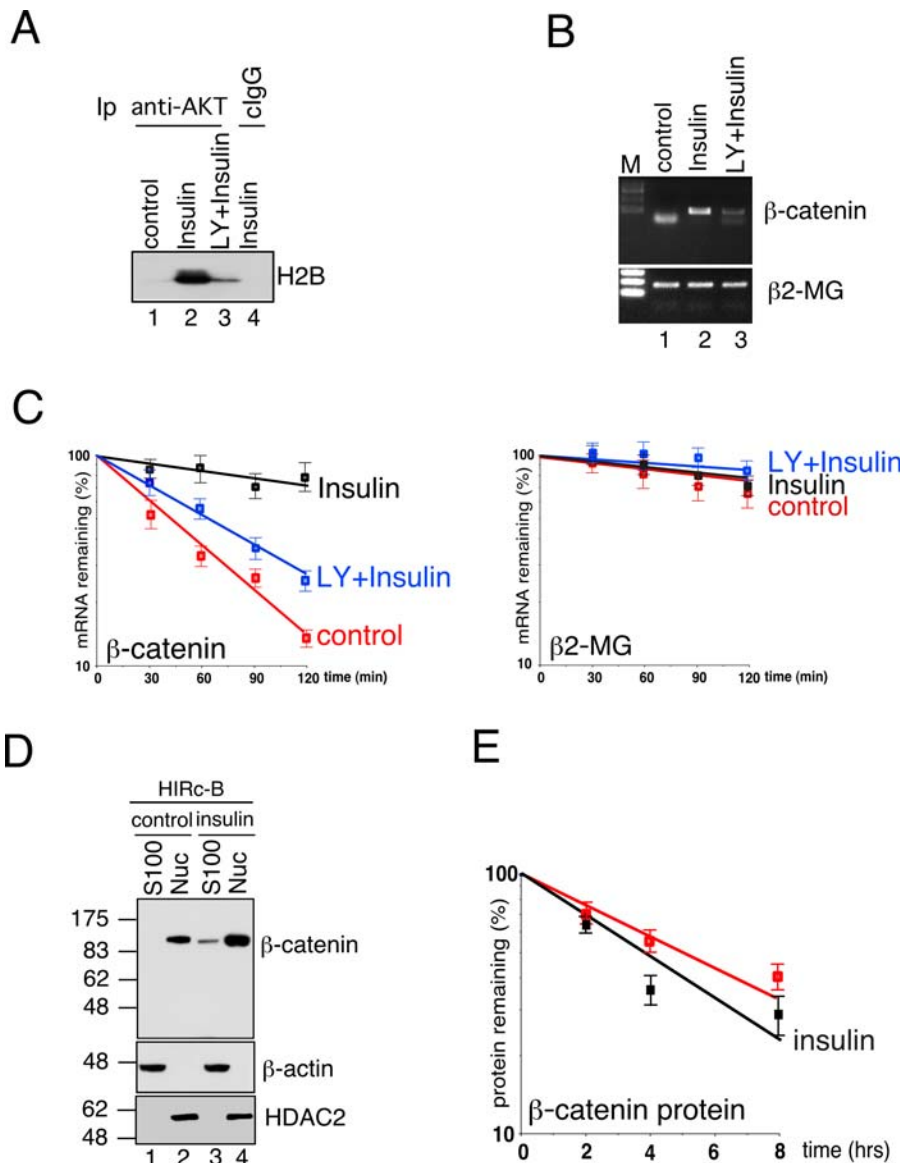 A
Ip anti-AKT cIgG
control Insulin LY+Insulin Insulin
H2B
1 2 3 4
B
M control Insulin LY+Insulin
β-catenin
β2-MG
1 2 3
C
mRNA remaining (%)
100
10
Insulin
LY+Insulin
control
β-catenin
0 30 60 90 120 time (min)
mRNA remaining (%)
100
10
LY+Insulin
Insulin
control
β2-MG
0 30 60 90 120 time (min)
D
HIRc-B
control insulin
S100 Nuc S100 Nuc
175
83
62
48
β-catenin
48
β-actin
62
48
HDAC2
1 2 3 4
E
protein remaining (%)
100
10
insulin
β-catenin protein
0 2 4 6 8 time (hrs)